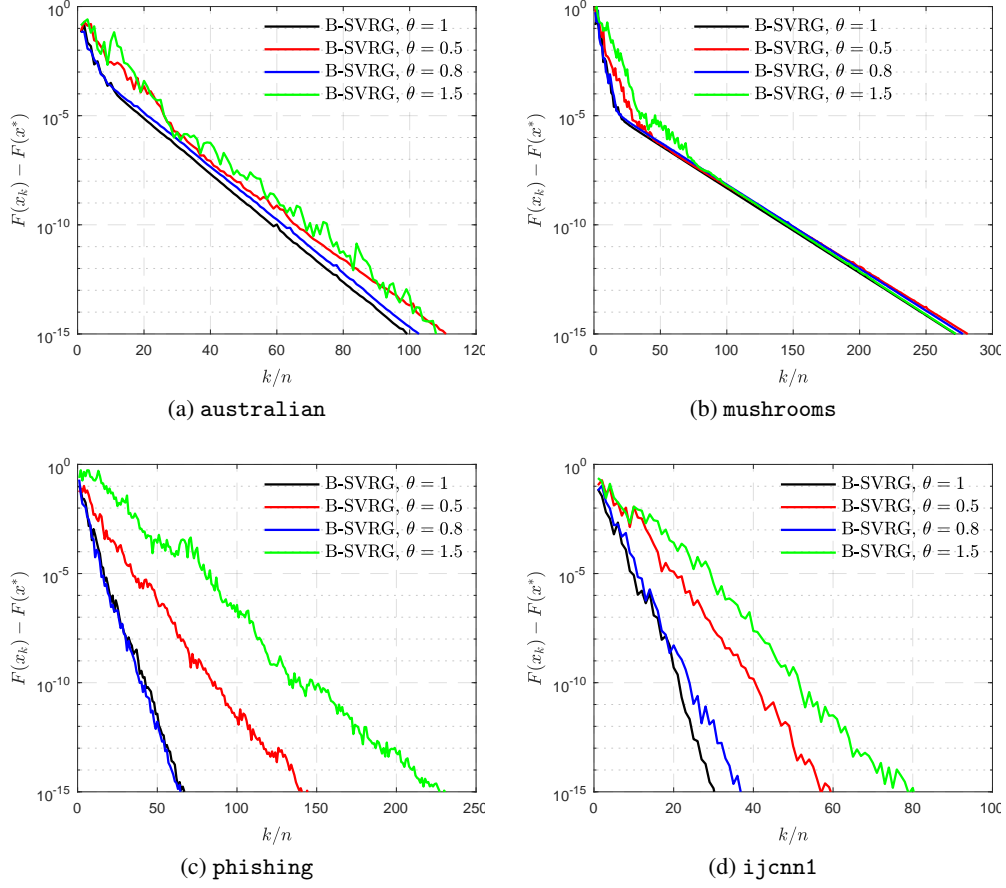 10^0
10^-5
10^-10
10^-15
F(x_k) − F(x*)
B-SVRG, θ = 1
B-SVRG, θ = 0.5
B-SVRG, θ = 0.8
B-SVRG, θ = 1.5
0 20 40 60 80 100 120
k/n
(a) australian
10^0
10^-5
10^-10
10^-15
F(x_k) − F(x*)
B-SVRG, θ = 1
B-SVRG, θ = 0.5
B-SVRG, θ = 0.8
B-SVRG, θ = 1.5
0 50 100 150 200 250 300
k/n
(b) mushrooms
10^0
10^-5
10^-10
10^-15
F(x_k) − F(x*)
B-SVRG, θ = 1
B-SVRG, θ = 0.5
B-SVRG, θ = 0.8
B-SVRG, θ = 1.5
0 50 100 150 200 250
k/n
(c) phishing
10^0
10^-5
10^-10
10^-15
F(x_k) − F(x*)
B-SVRG, θ = 1
B-SVRG, θ = 0.5
B-SVRG, θ = 0.8
B-SVRG, θ = 1.5
0 20 40 60 80 100
k/n
(d) ijcnn1